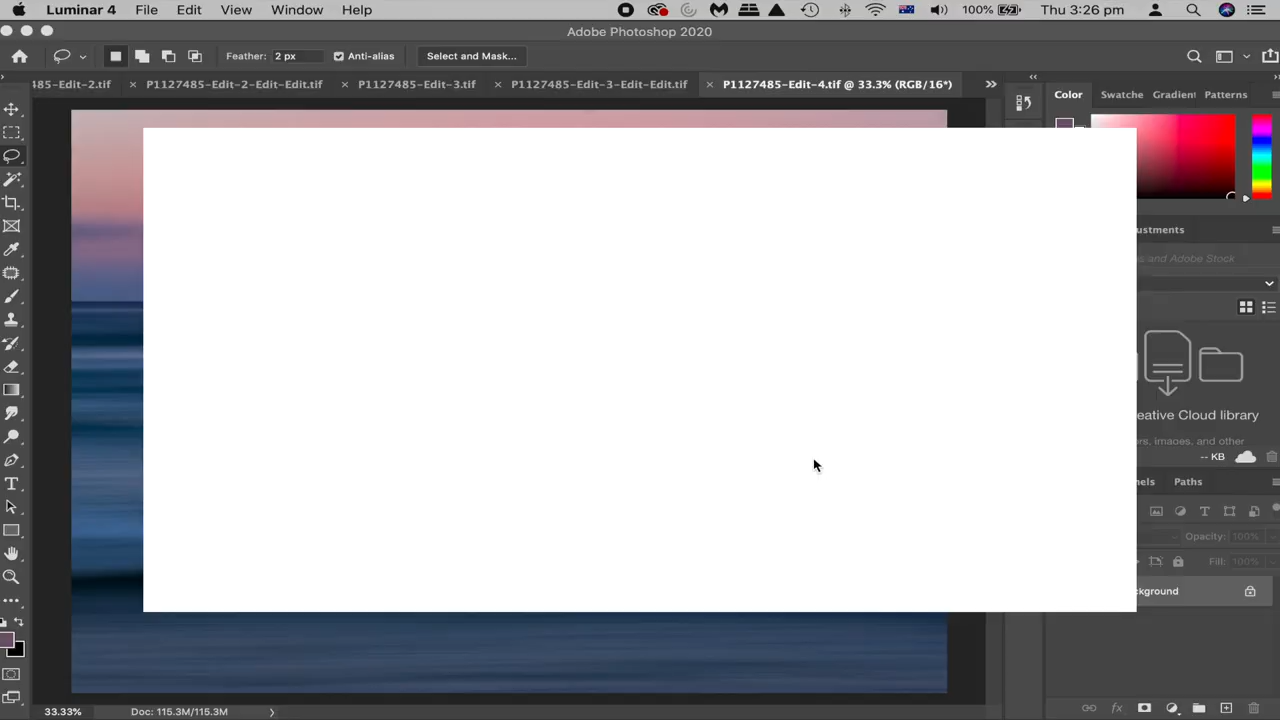 Luminar 4 File Edit View Window Help 100% Thu 3:26 pm
Adobe Photoshop 2020
Feather: 2 px Anti-alias Select and Mask...
485-Edit-2.tif P1127485-Edit-2-Edit-Edit.tif P1127485-Edit-3.tif P1127485-Edit-3-Edit-Edit.tif P1127485-Edit-4.tif @ 33.3% (RGB/16*)
Color Swatche Gradient Patterns
ustments
s and Adobe Stock
eative Cloud library
rs, images, and other
-- KB
nels Paths
Opacity: 100%
Fill: 100%
kground
33.33% Doc: 115.3M/115.3M